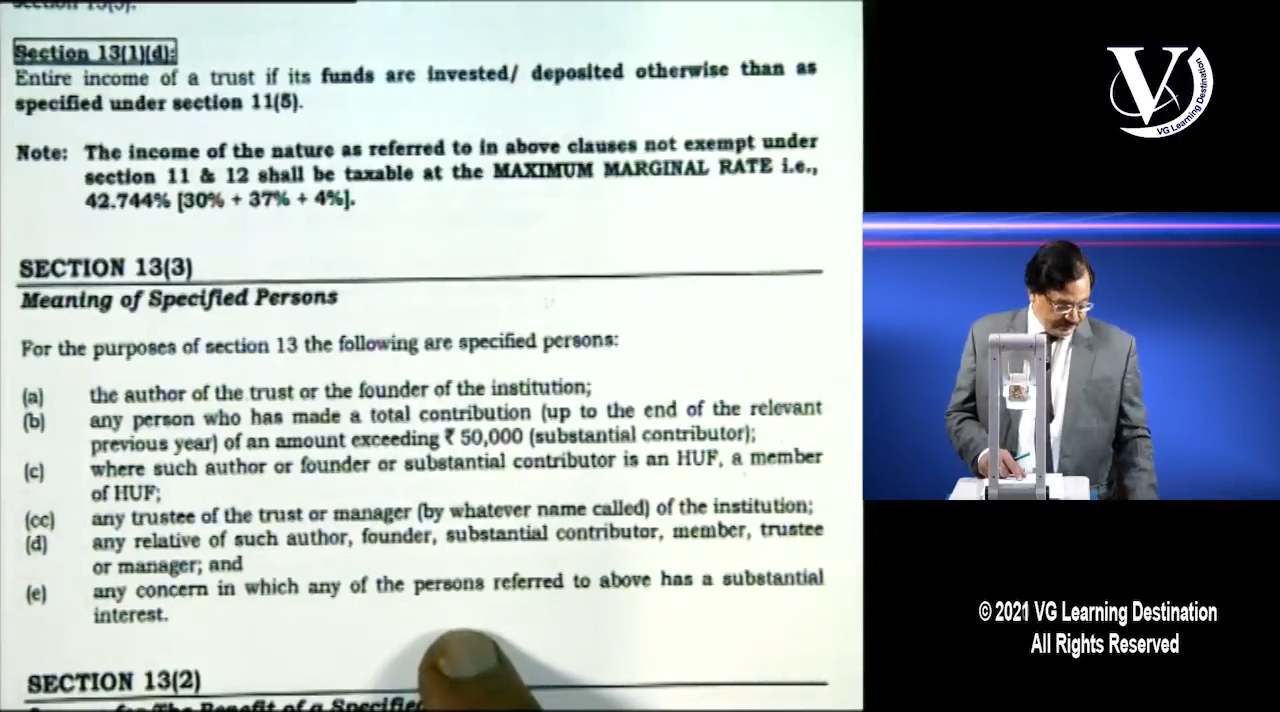 Section 13(1)(d):
Entire income of a trust if its funds are invested/ deposited otherwise than as
specified under section 11(5).
Note: The income of the nature as referred to in above clauses not exempt under
section 11 & 12 shall be taxable at the MAXIMUM MARGINAL RATE i.e.,
42.744% [30% + 37% + 4%].
SECTION 13(3)
Meaning of Specified Persons
For the purposes of section 13 the following are specified persons:
(a) the author of the trust or the founder of the institution;
(b) any person who has made a total contribution (up to the end of the relevant
previous year) of an amount exceeding ₹ 50,000 (substantial contributor);
(c) where such author or founder or substantial contributor is an HUF, a member
of HUF;
(cc) any trustee of the trust or manager (by whatever name called) of the institution;
(d) any relative of such author, founder, substantial contributor, member, trustee
or manager; and
(e) any concern in which any of the persons referred to above has a substantial
interest.
SECTION 13(2)
for The Benefit of a
V
VG Learning Destination
© 2021 VG Learning Destination
All Rights Reserved